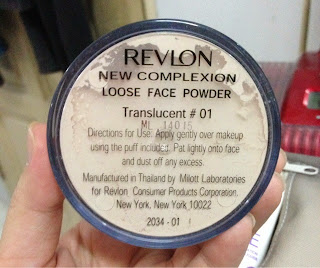 REVLON
NEW COMPLEXION
LOOSE FACE POWDER
Translucent # 01
ML 14015
Directions for Use: Apply gently over makeup
using the puff included. Pat lightly onto face
and dust off any excess.
Manufactured in Thailand by Milott Laboratories
for Revlon Consumer Products Corporation,
New York, New York 10022
2034 - 01